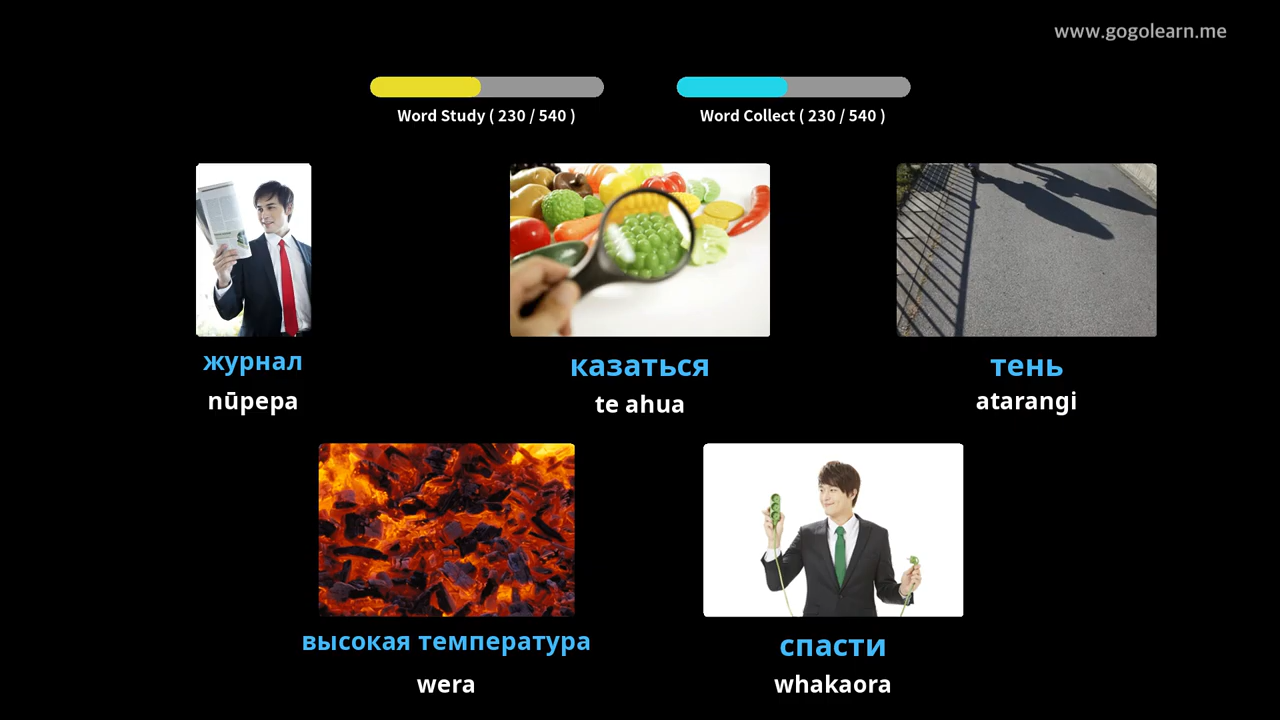 www.gogolearn.me
Word Study ( 230 / 540 )
Word Collect ( 230 / 540 )
журнал
nūpepa
казаться
te ahua
тень
atarangi
высокая температура
wera
спасти
whakaora